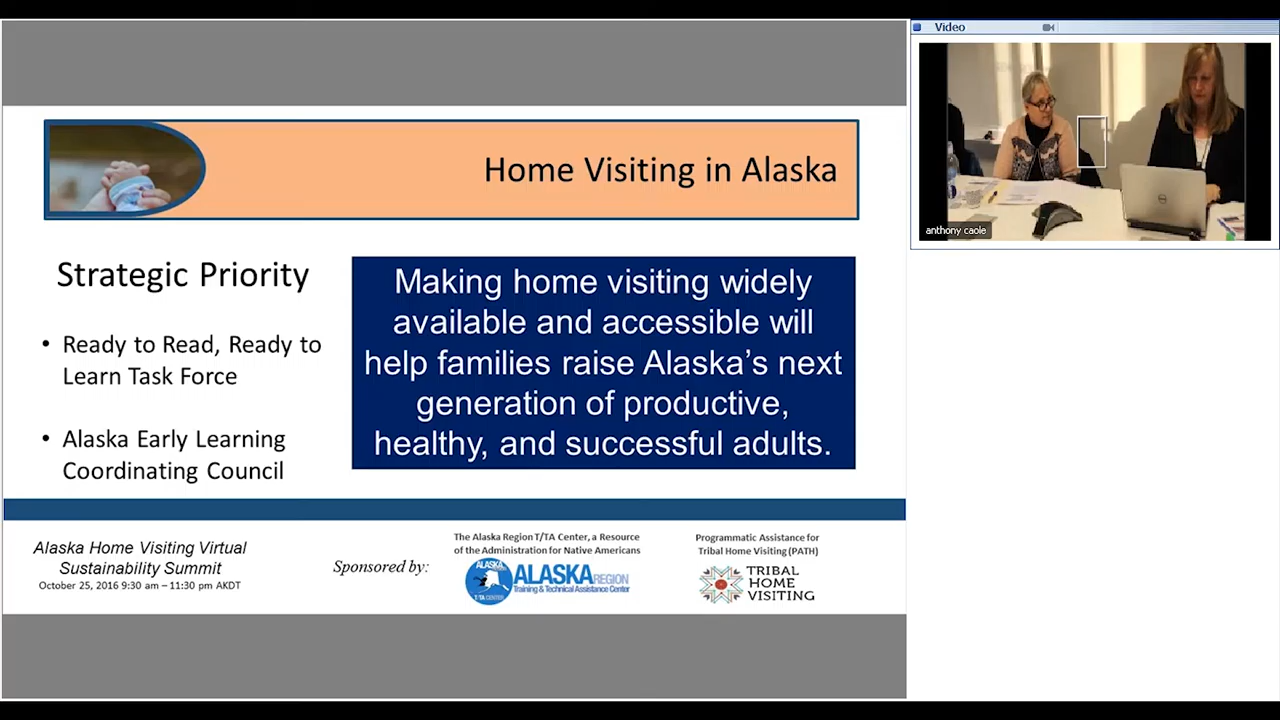 Video
Home Visiting in Alaska
anthony caole
Strategic Priority
• Ready to Read, Ready to
Learn Task Force
• Alaska Early Learning
Coordinating Council
Making home visiting widely
available and accessible will
help families raise Alaska’s next
generation of productive,
healthy, and successful adults.
Alaska Home Visiting Virtual
Sustainability Summit
October 25, 2016 9:30 am – 11:30 pm AKDT
Sponsored by:
The Alaska Region T/TA Center, a Resource
of the Administration for Native Americans
ALASKA
T/TA CENTER
ALASKA REGION
Training & Technical Assistance Center
Programmatic Assistance for
Tribal Home Visiting (PATH)
TRIBAL
HOME
VISITING